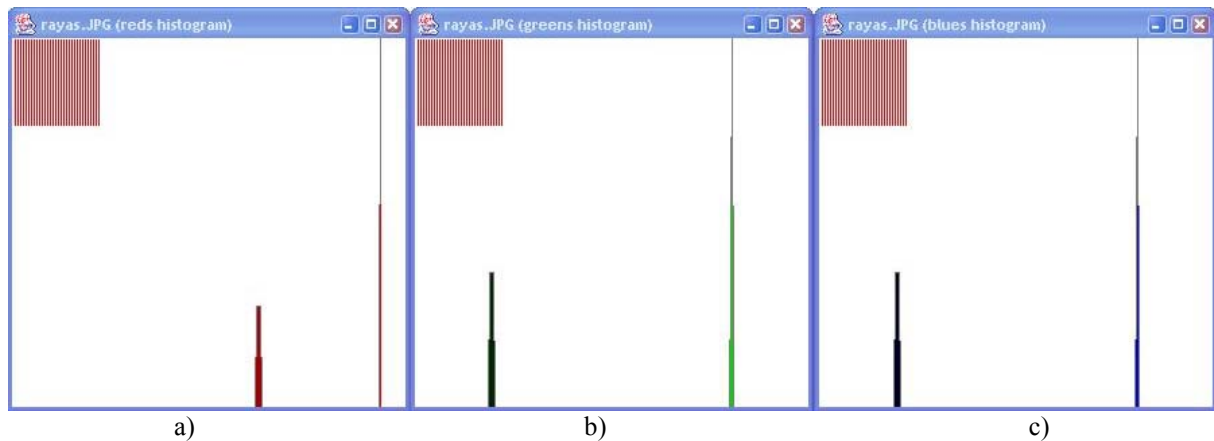 rayas.JPG (reds histogram)
rayas.JPG (greens histogram)
rayas.JPG (blues histogram)
a)
b)
c)